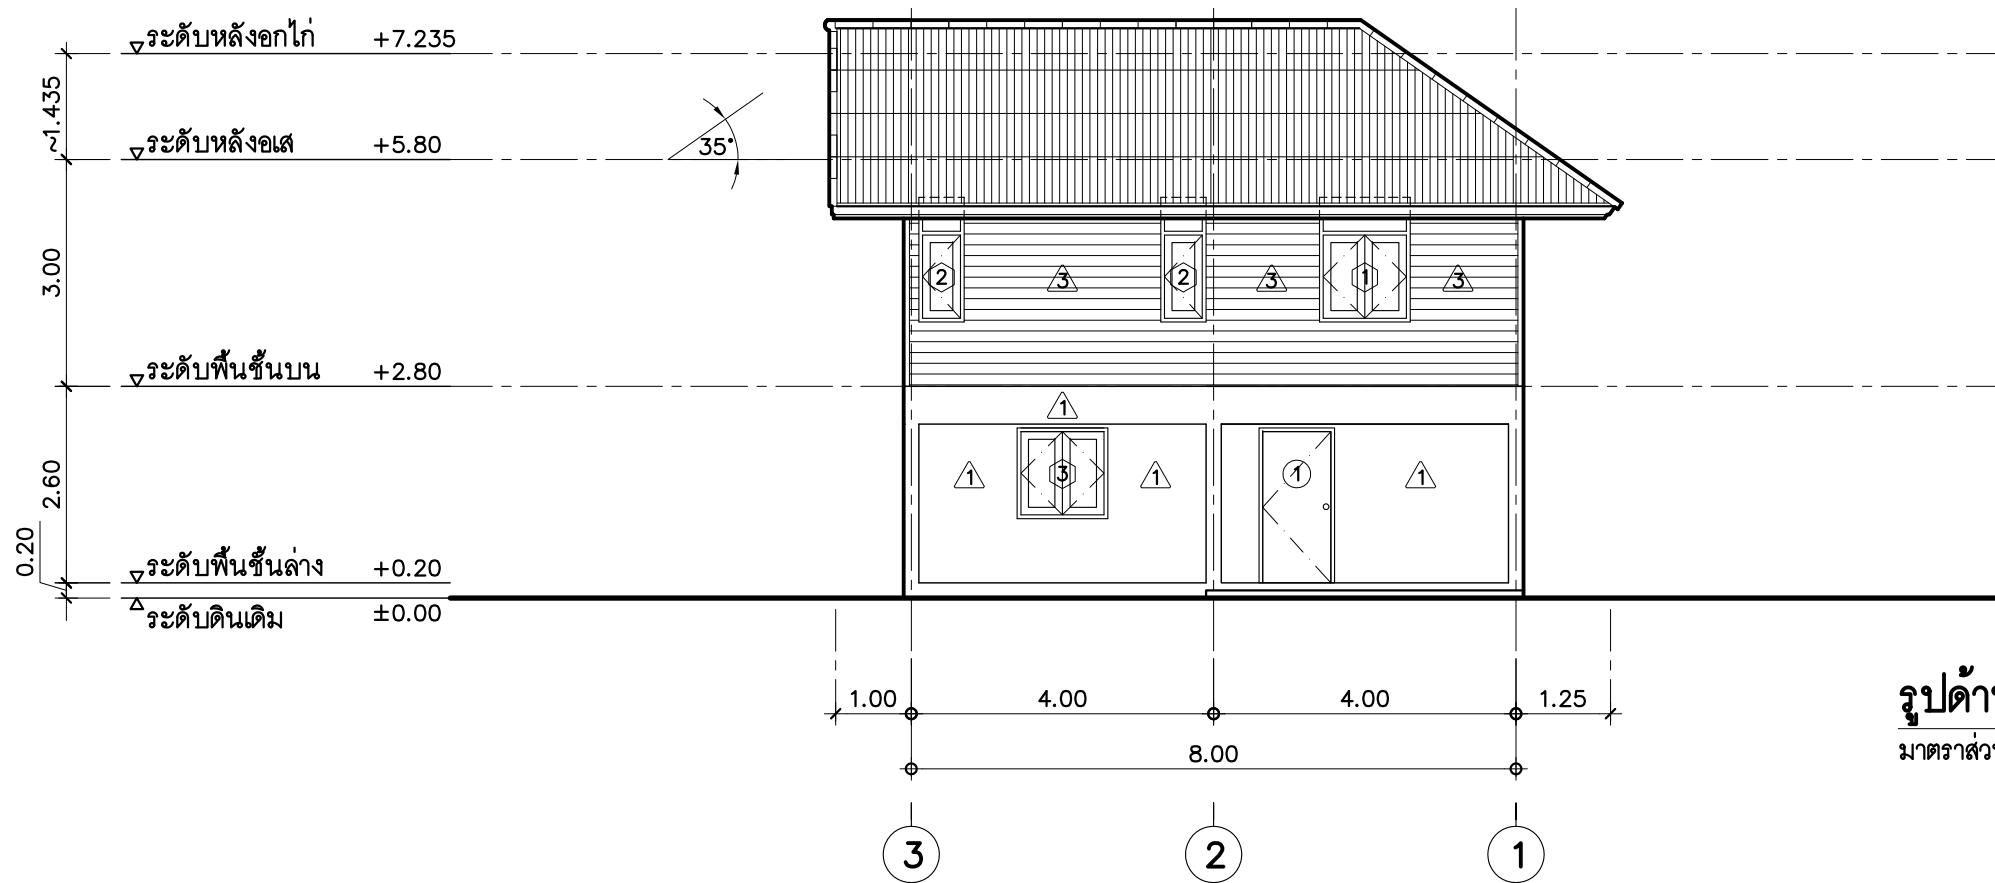 ระดับหลังอกไก่ +7.235
~1.435
ระดับหลังอเส +5.80
35°
3.00
2 3 2 3 1 3
ระดับพื้นชั้นบน +2.80
1
2.60
1 3 1 1 1
0.20
ระดับพื้นชั้นล่าง +0.20
ระดับดินเดิม ±0.00
1.00 4.00 4.00 1.25
8.00
3 2 1